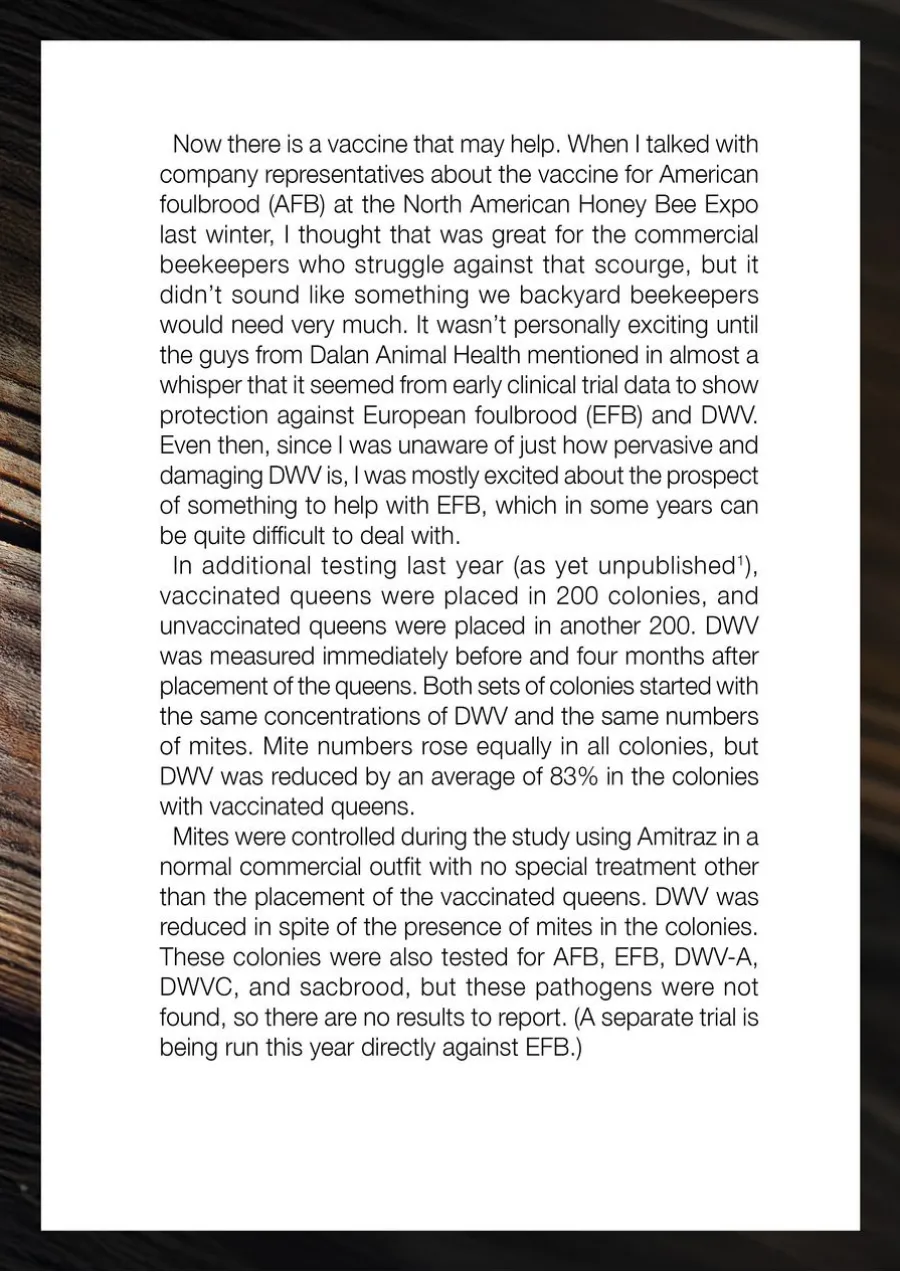 Now there is a vaccine that may help. When I talked with
company representatives about the vaccine for American
foulbrood (AFB) at the North American Honey Bee Expo
last winter, I thought that was great for the commercial
beekeepers who struggle against that scourge, but it
didn’t sound like something we backyard beekeepers
would need very much. It wasn’t personally exciting until
the guys from Dalan Animal Health mentioned in almost a
whisper that it seemed from early clinical trial data to show
protection against European foulbrood (EFB) and DWV.
Even then, since I was unaware of just how pervasive and
damaging DWV is, I was mostly excited about the prospect
of something to help with EFB, which in some years can
be quite difficult to deal with.
In additional testing last year (as yet unpublished¹),
vaccinated queens were placed in 200 colonies, and
unvaccinated queens were placed in another 200. DWV
was measured immediately before and four months after
placement of the queens. Both sets of colonies started with
the same concentrations of DWV and the same numbers
of mites. Mite numbers rose equally in all colonies, but
DWV was reduced by an average of 83% in the colonies
with vaccinated queens.
Mites were controlled during the study using Amitraz in a
normal commercial outfit with no special treatment other
than the placement of the vaccinated queens. DWV was
reduced in spite of the presence of mites in the colonies.
These colonies were also tested for AFB, EFB, DWV-A,
DWVC, and sacbrood, but these pathogens were not
found, so there are no results to report. (A separate trial is
being run this year directly against EFB.)